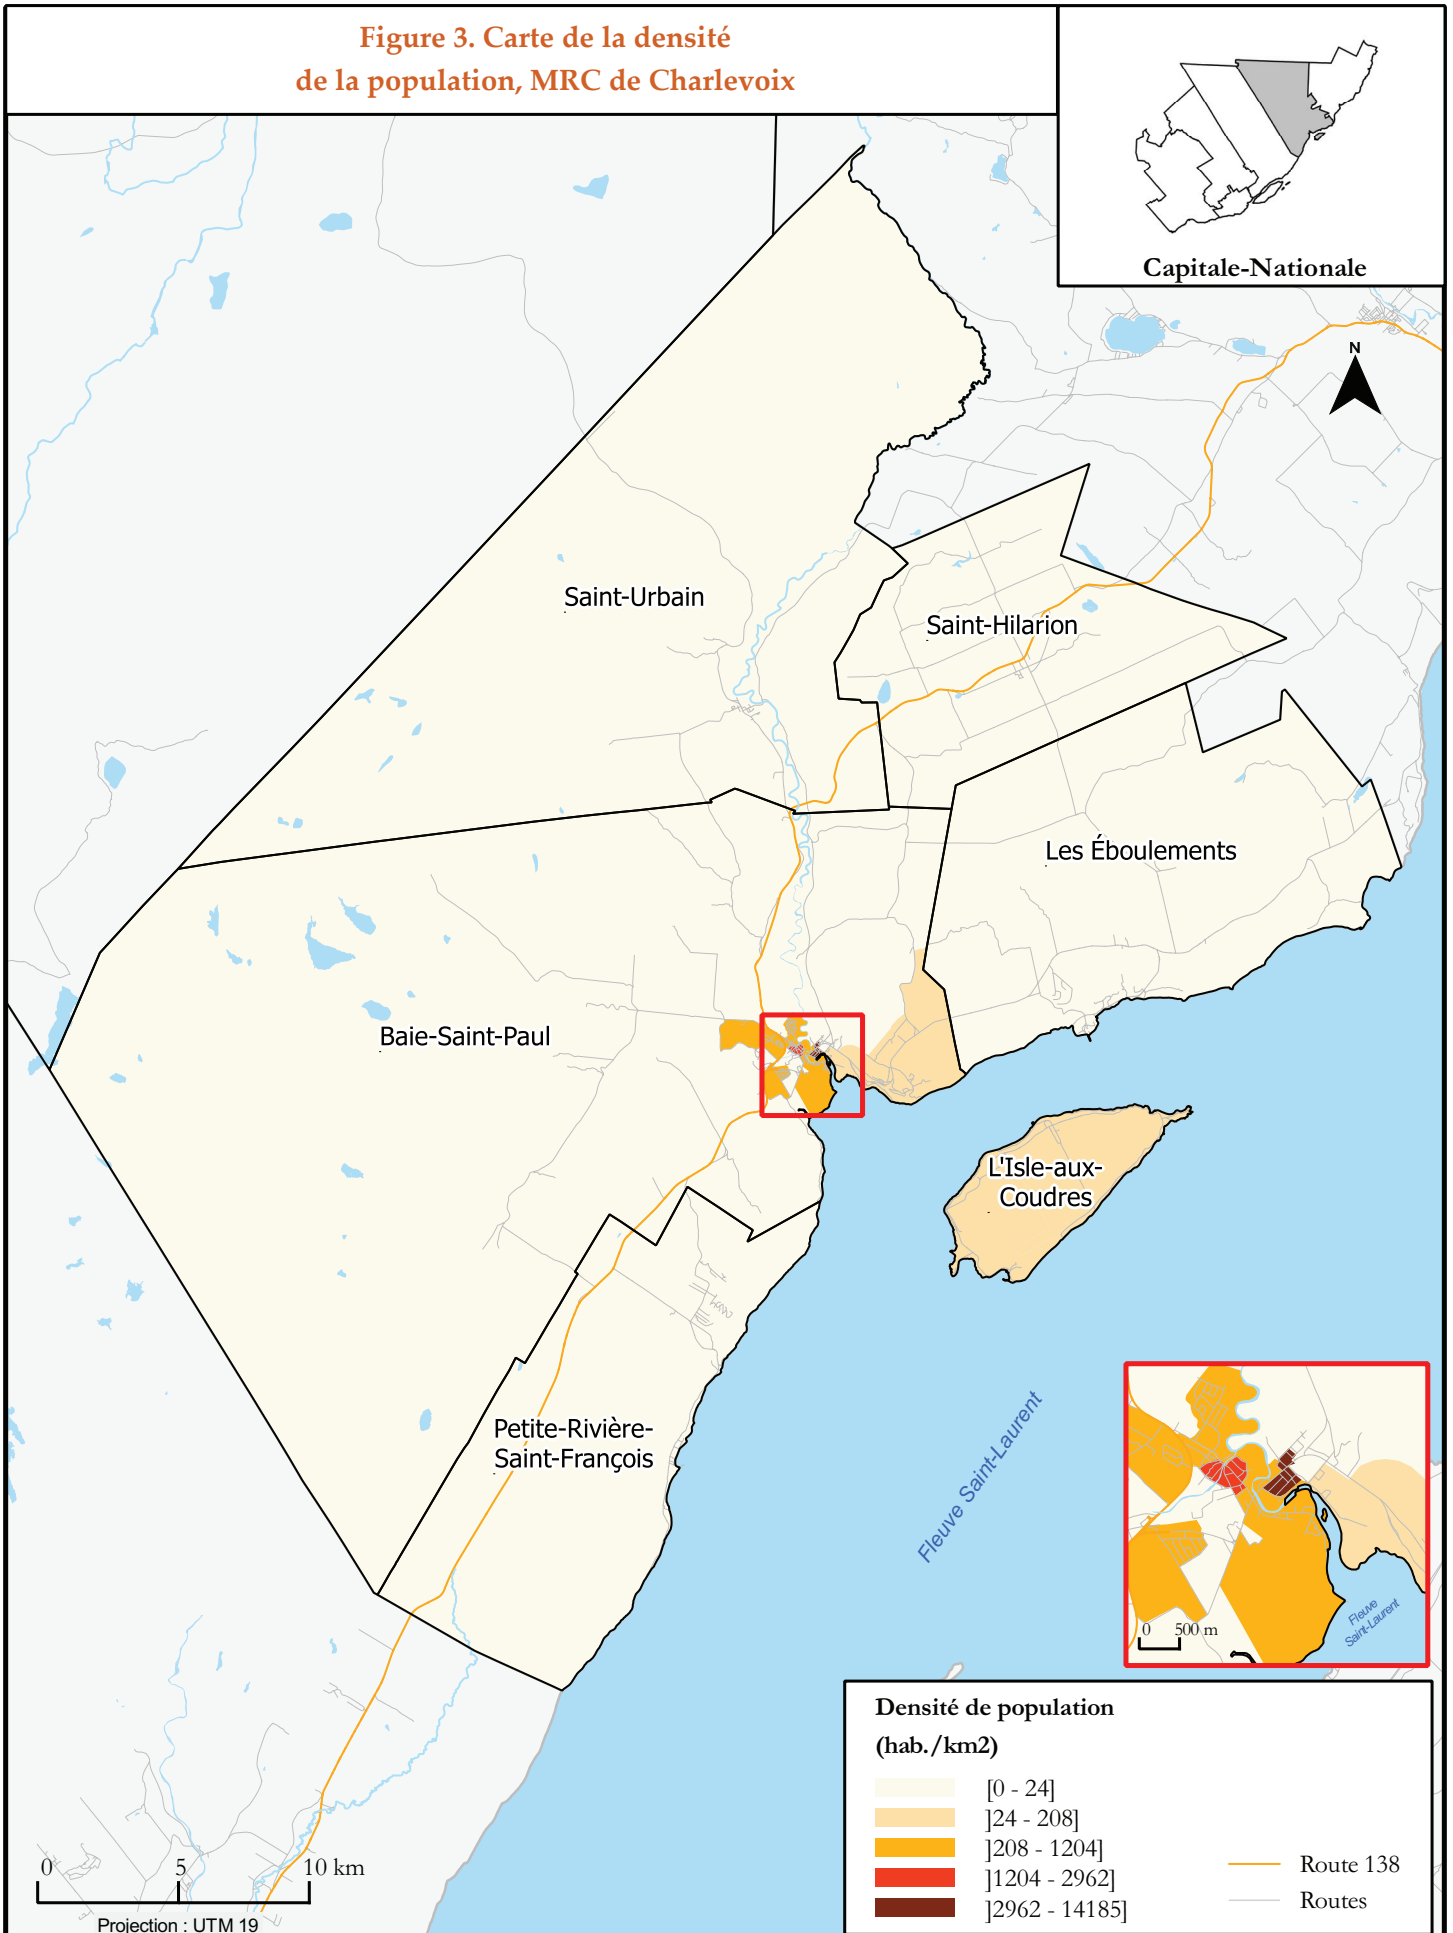 Figure 3. Carte de la densité
de la population, MRC de Charlevoix
Capitale-Nationale
N
Saint-Urbain
Saint-Hilarion
Les Éboulements
Baie-Saint-Paul
L'Isle-aux-
Coudres
Petite-Rivière-
Saint-François
Fleuve Saint-Laurent
Fleuve
Saint-Laurent
0 500 m
Densité de population
(hab./km2)
[0 - 24]
]24 - 208]
]208 - 1204]
]1204 - 2962]
]2962 - 14185]
Route 138
Routes
0 5 10 km
Projection : UTM 19